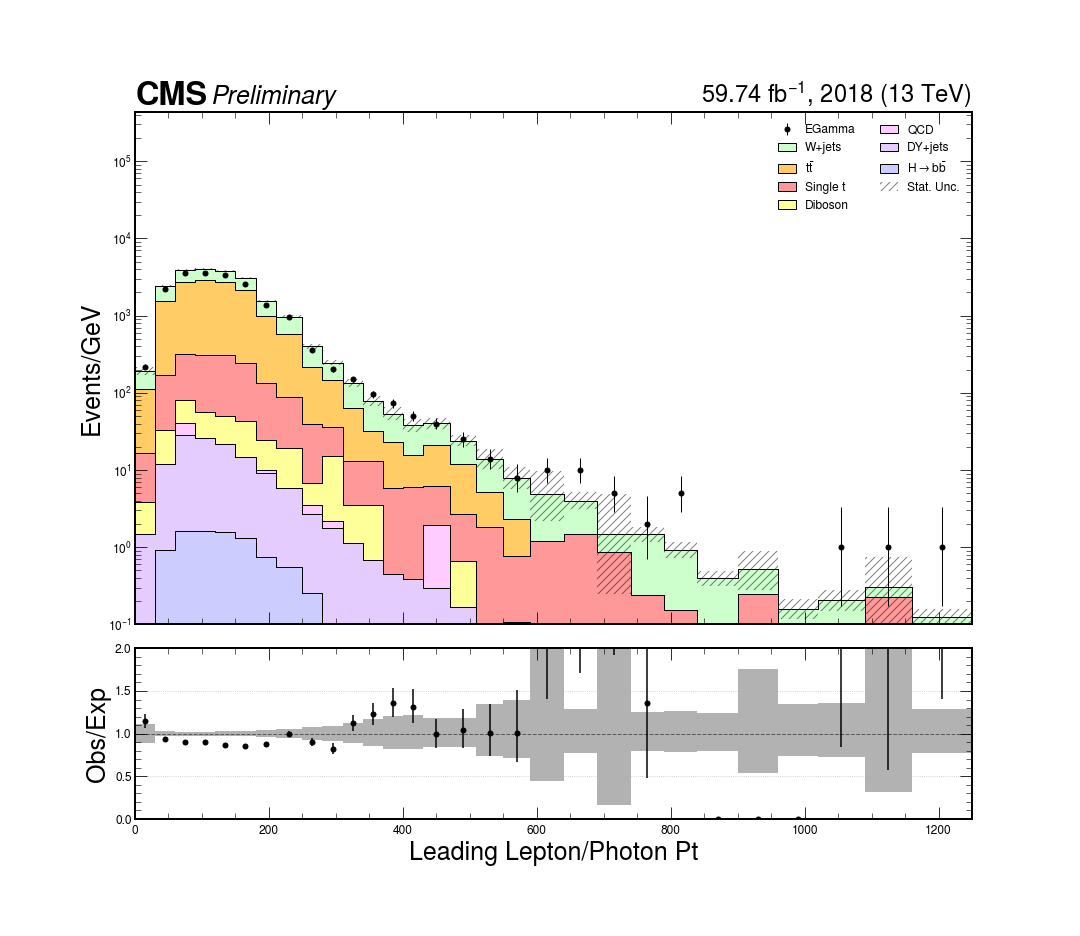 CMS Preliminary
59.74 fb⁻¹, 2018 (13 TeV)
EGamma
W+jets
tt̄
Single t
Diboson
QCD
DY+jets
H→bb̄
Stat. Unc.
Events/GeV
10⁵
10⁴
10³
10²
10¹
10⁰
10⁻¹
Obs/Exp
2.0
1.5
1.0
0.5
0.0
0 200 400 600 800 1000 1200
Leading Lepton/Photon Pt